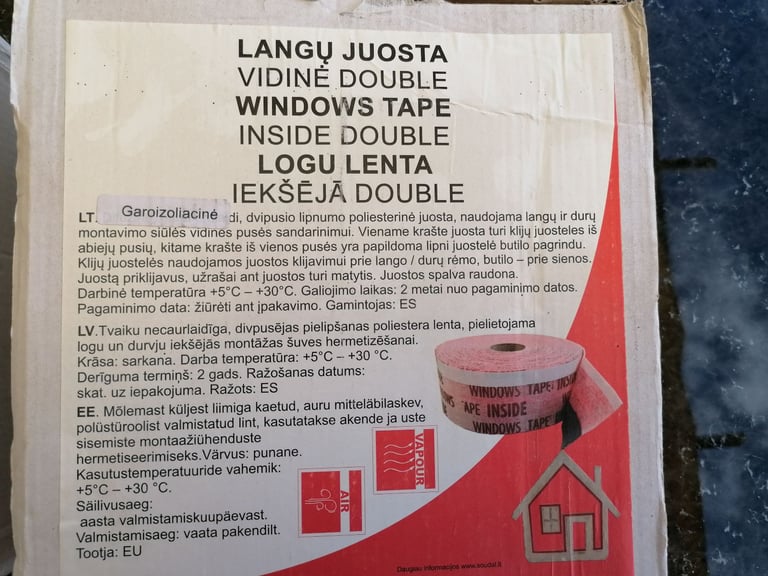 LANGŲ JUOSTA
VIDINĖ DOUBLE
WINDOWS TAPE
INSIDE DOUBLE
LOGU LENTA
IEKŠĒJĀ DOUBLE
Garoizoliacinė
LT. di, dvipusio lipnumo poliesterinė juosta, naudojama langų ir durų
montavimo siūlės vidinės pusės sandarinimui. Viename krašte juosta turi klijų juosteles iš
abiejų pusių, kitame krašte iš vienos pusės yra papildoma lipni juostelė butilo pagrindu.
Klijų juostelės naudojamos juostos klijavimui prie lango / durų rėmo, butilo – prie sienos.
Juostą priklijavus, užrašai ant juostos turi matytis. Juostos spalva raudona.
Darbinė temperatūra +5°C – +30°C. Galiojimo laikas: 2 metai nuo pagaminimo datos.
Pagaminimo data: žiūrėti ant įpakavimo. Gamintojas: ES
LV.Tvaiku necaurlaidīga, divpusējas pielipšanas poliestera lenta, pielietojama
logu un durvju iekšējās montāžas šuves hermetizēšanai.
Krāsa: sarkana. Darba temperatūra: +5°C – +30 °C.
Derīguma termiņš: 2 gads. Ražošanas datums:
skat. uz iepakojuma. Ražots: ES
EE. Mõlemast küljest liimiga kaetud, auru mitteläbilaskev,
polüstüroolist valmistatud lint, kasutatakse akende ja uste
sisemiste montaažiühenduste
hermetiseerimiseks.Värvus: punane.
Kasutustemperatuuride vahemik:
+5°C – +30 °C.
Säilivusaeg:
aasta valmistamiskuupäevast.
Valmistamisaeg: vaata pakendilt.
Tootja: EU
WINDOWS TAPE INSI
WINDOWS TAPE INSIDE
WINDOWS TAPE
VAPOUR
AIR
Daugiau informacijos www.soudal.lt